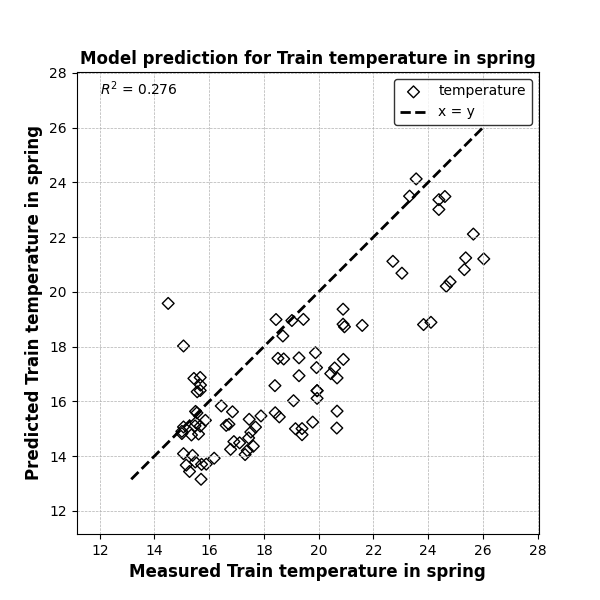 Model prediction for Train temperature in spring
R² = 0.276
temperature
x = y
Predicted Train temperature in spring
28
26
24
22
20
18
16
14
12
12 14 16 18 20 22 24 26 28
Measured Train temperature in spring